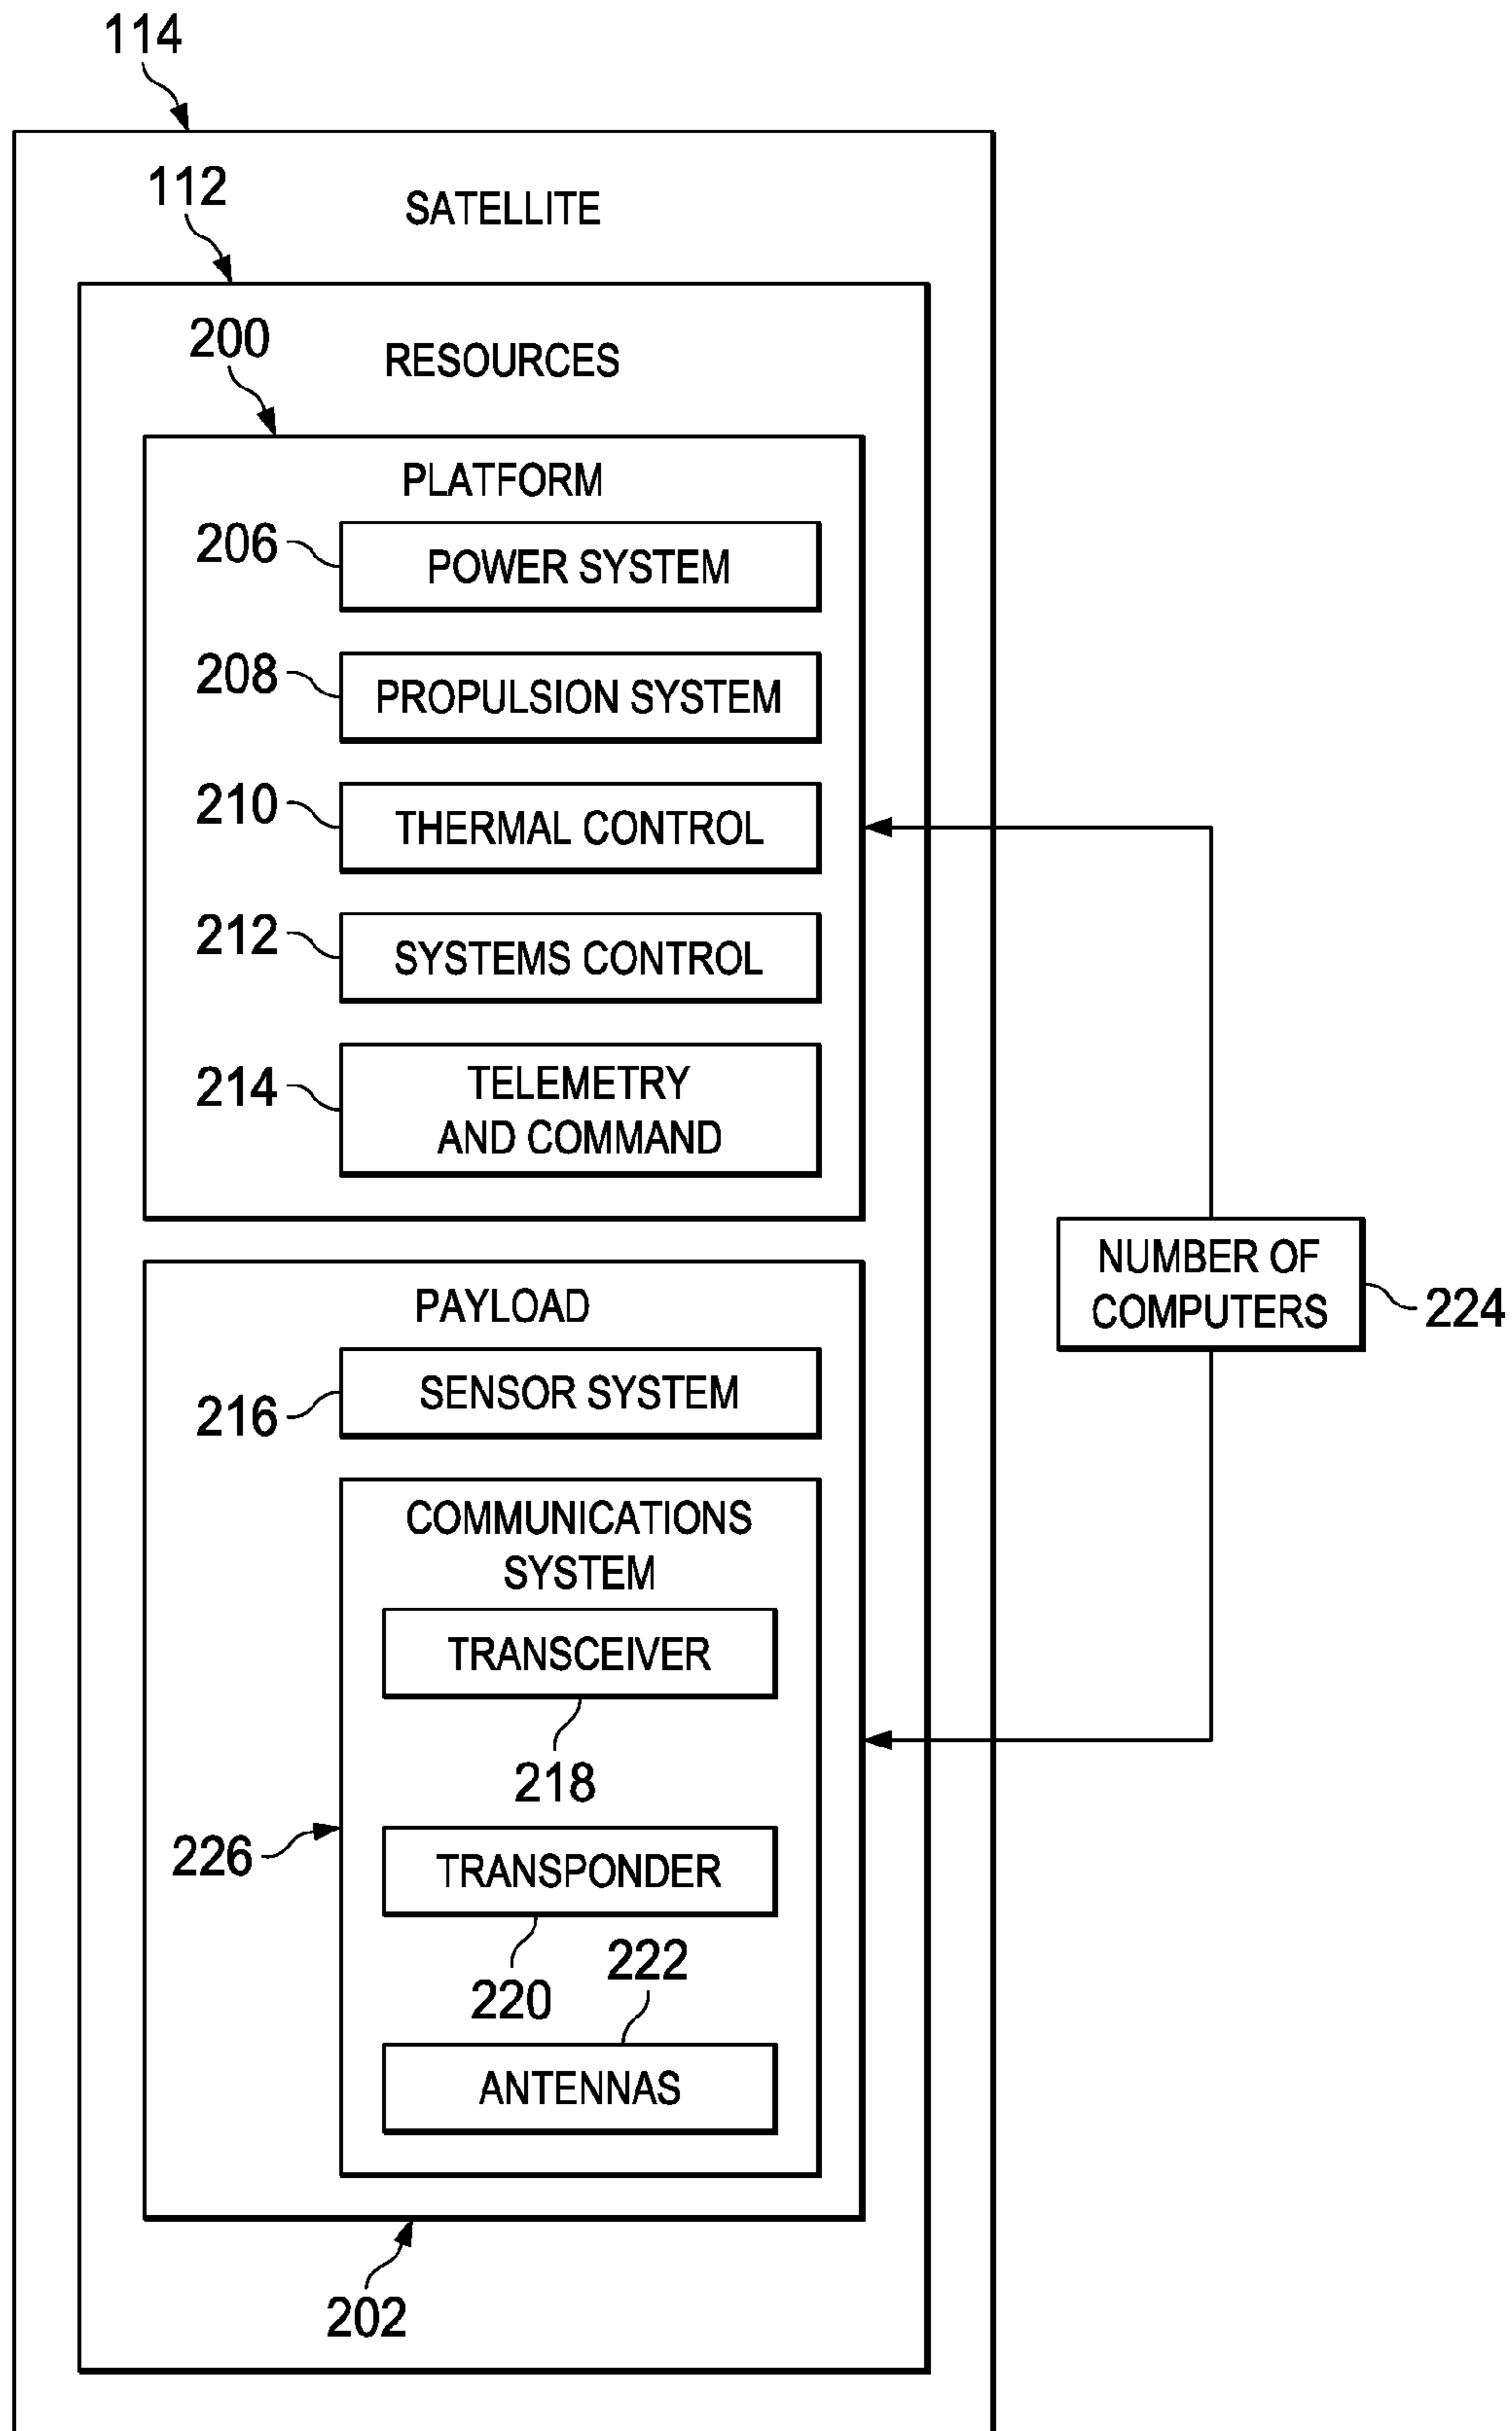 114
112
SATELLITE
200
RESOURCES
PLATFORM
206
POWER SYSTEM
208
PROPULSION SYSTEM
210
THERMAL CONTROL
212
SYSTEMS CONTROL
214
TELEMETRY
AND COMMAND
NUMBER OF
COMPUTERS
224
PAYLOAD
216
SENSOR SYSTEM
COMMUNICATIONS
SYSTEM
TRANSCEIVER
218
226
TRANSPONDER
220
222
ANTENNAS
202